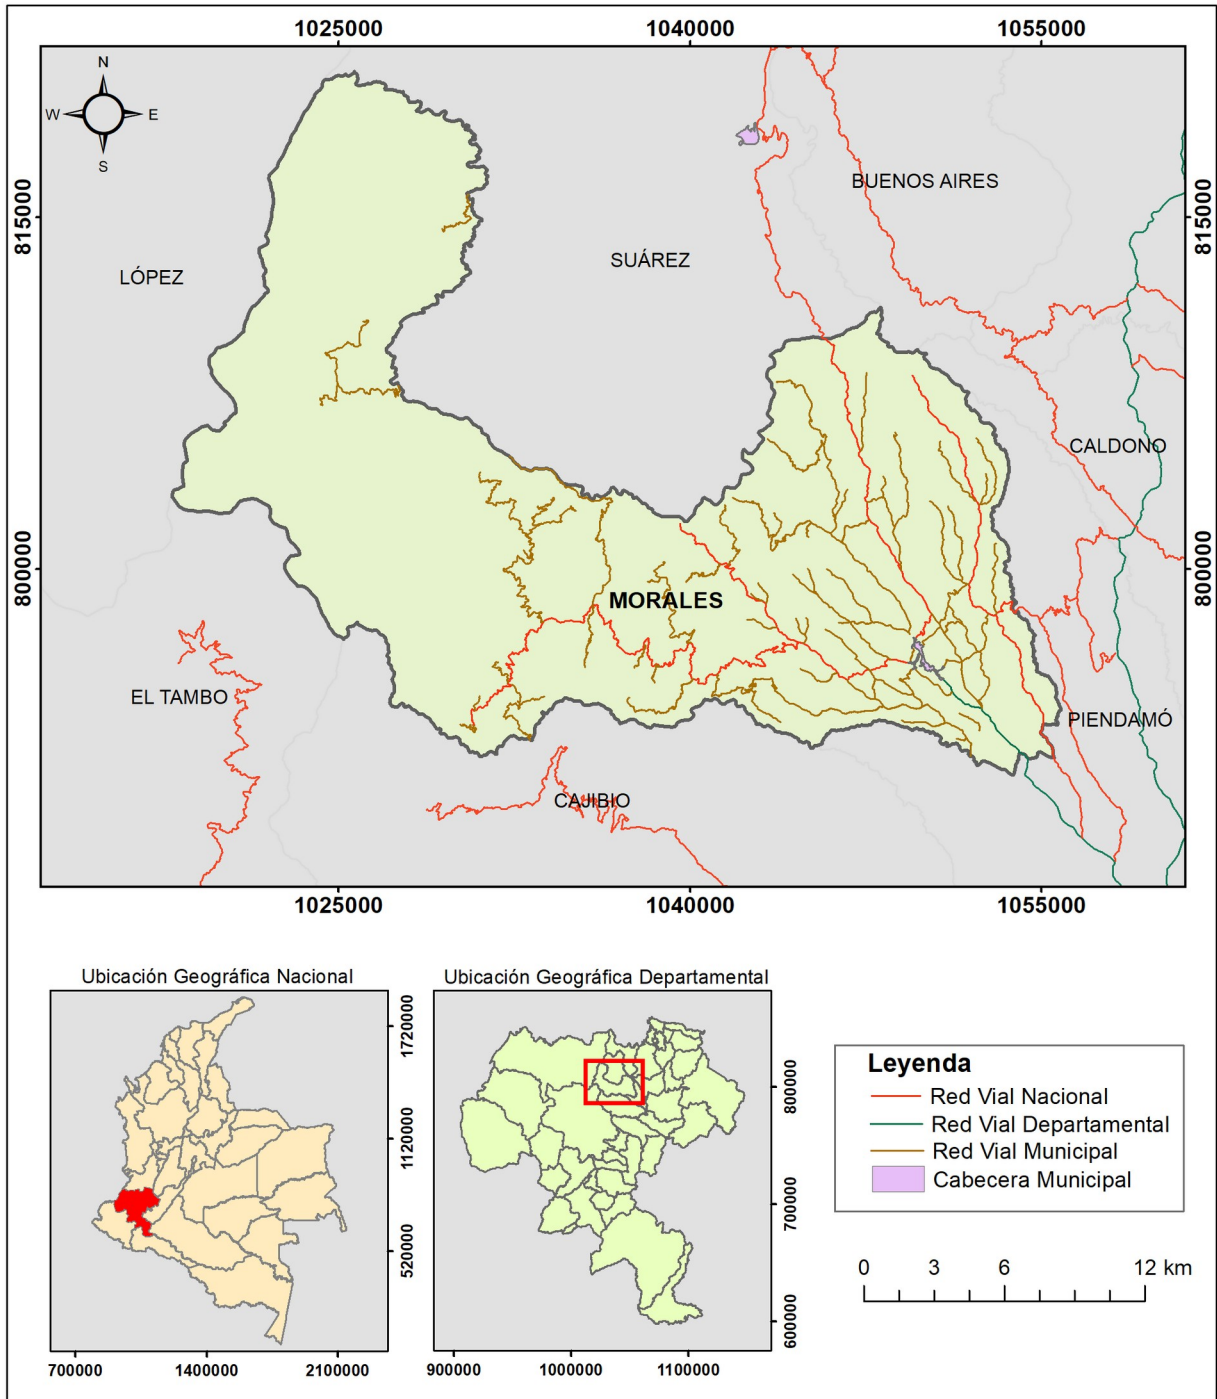 1025000 1040000 1055000
N
W E
S
BUENOS AIRES
815000 815000
SUÁREZ
LÓPEZ
CALDONO
800000 800000
MORALES
EL TAMBO
PIENDAMÓ
CAJIBIO
1025000 1040000 1055000
Ubicación Geográfica Nacional
1720000
1120000
520000
700000 1400000 2100000
Ubicación Geográfica Departamental
800000
700000
600000
900000 1000000 1100000
Leyenda
Red Vial Nacional
Red Vial Departamental
Red Vial Municipal
Cabecera Municipal
0 3 6 12 km